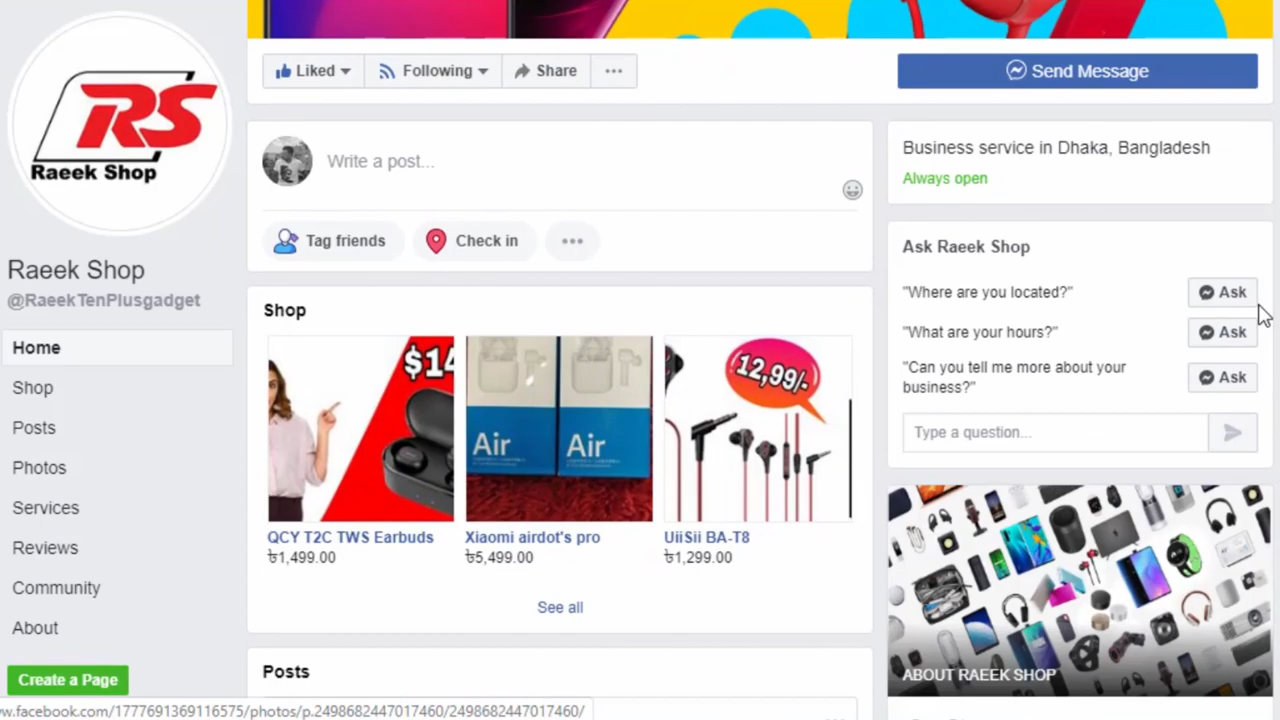 RS
Raeek Shop
Raeek Shop
@RaeekTenPlusgadget
Home
Shop
Posts
Photos
Services
Reviews
Community
About
Create a Page
Liked
Following
Share
Send Message
Write a post...
Tag friends
Check in
Shop
$14
Air
Air
12,99/-
QCY T2C TWS Earbuds
৳1,499.00
Xiaomi airdot's pro
৳5,499.00
UiiSii BA-T8
৳1,299.00
See all
Posts
Business service in Dhaka, Bangladesh
Always open
Ask Raeek Shop
"Where are you located?"
Ask
"What are your hours?"
Ask
"Can you tell me more about your
business?"
Ask
Type a question...
ABOUT RAEEK SHOP
w.facebook.com/1777691369116575/photos/p.2498682447017460/2498682447017460/